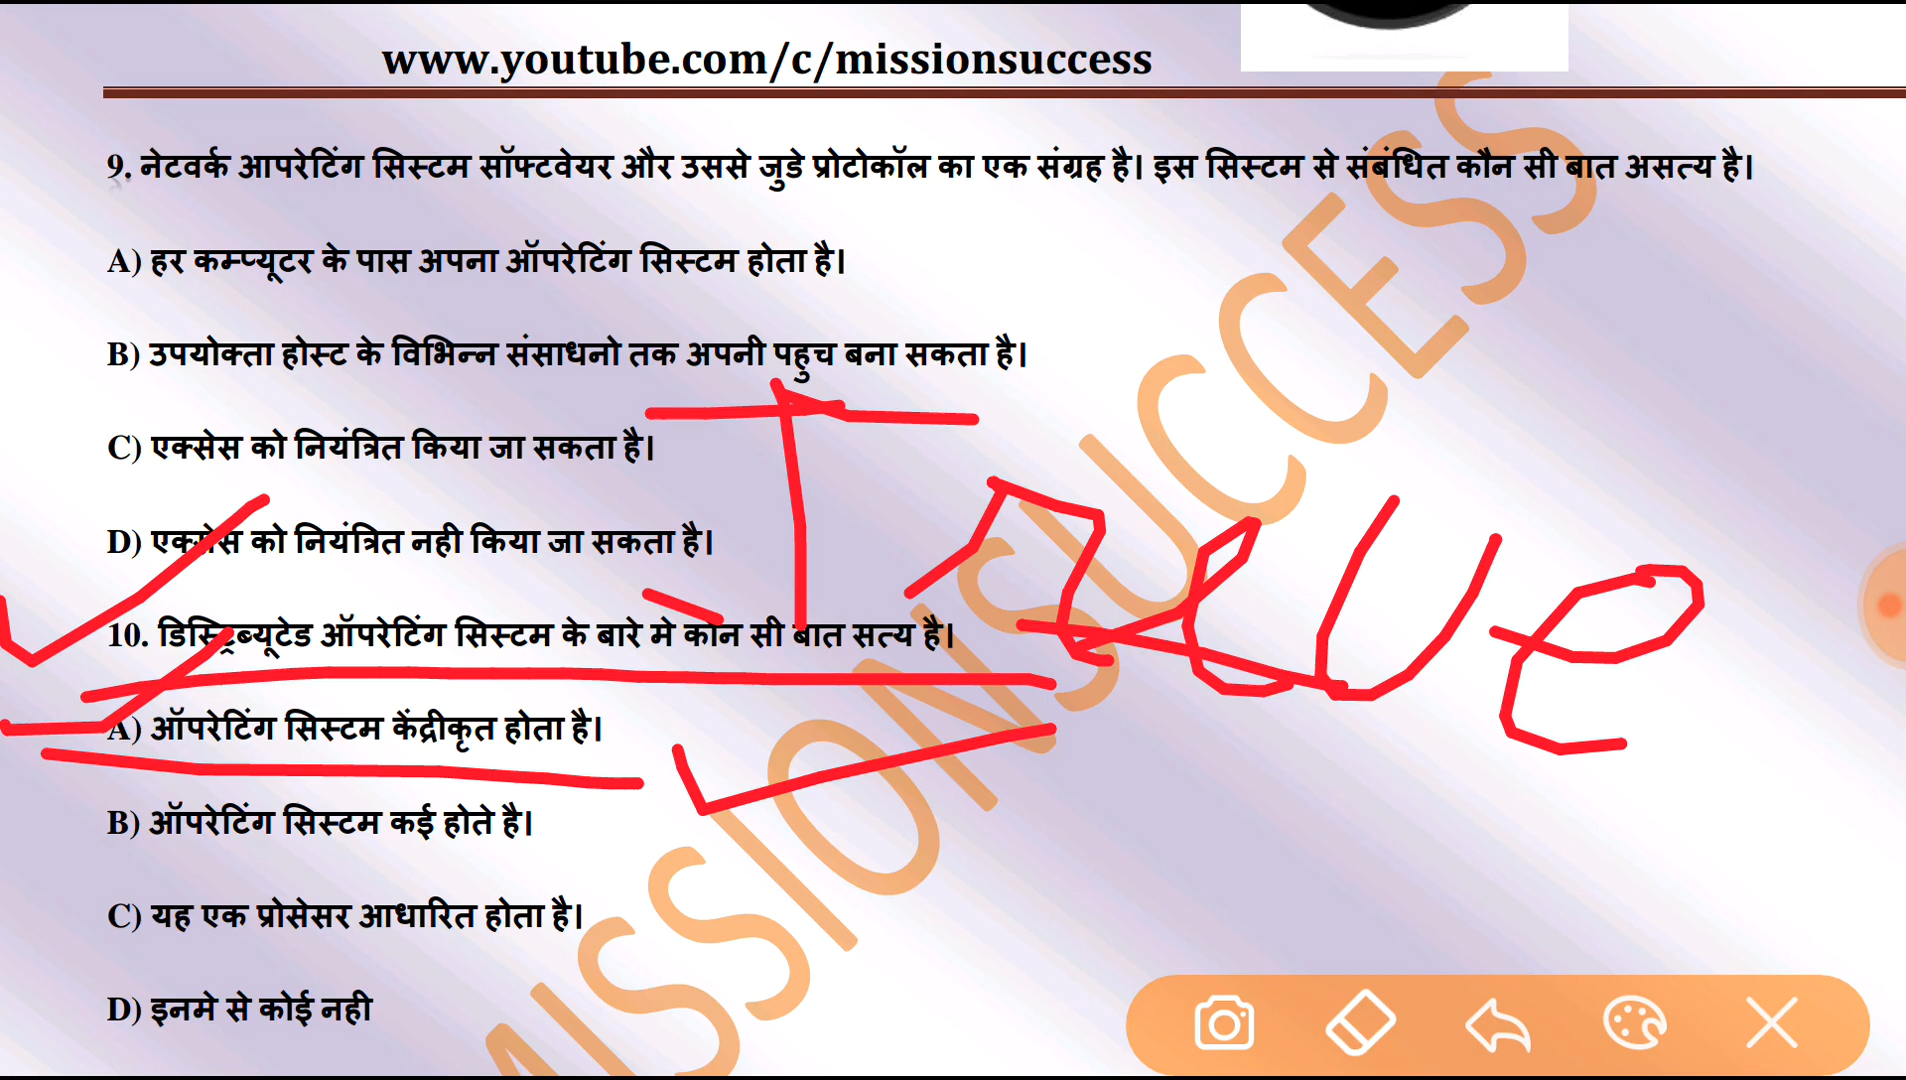 www.youtube.com/c/missionsuccess
9. नेटवर्क आपरेटिंग सिस्टम सॉफ्टवेयर और उससे जुडे प्रोटोकॉल का एक संग्रह है। इस सिस्टम से संबंधित कौन सी बात असत्य है।
A) हर कम्प्यूटर के पास अपना ऑपरेटिंग सिस्टम होता है।
B) उपयोक्ता होस्ट के विभिन्न संसाधनो तक अपनी पहुच बना सकता है।
C) एक्सेस को नियंत्रित किया जा सकता है।
D) एक्सेस को नियंत्रित नही किया जा सकता है।
True
10. डिस्ट्रिब्यूटेड ऑपरेटिंग सिस्टम के बारे मे कौन सी बात सत्य है।
A) ऑपरेटिंग सिस्टम केंद्रीकृत होता है।
B) ऑपरेटिंग सिस्टम कई होते है।
C) यह एक प्रोसेसर आधारित होता है।
D) इनमे से कोई नही
MISSION SUCCESS